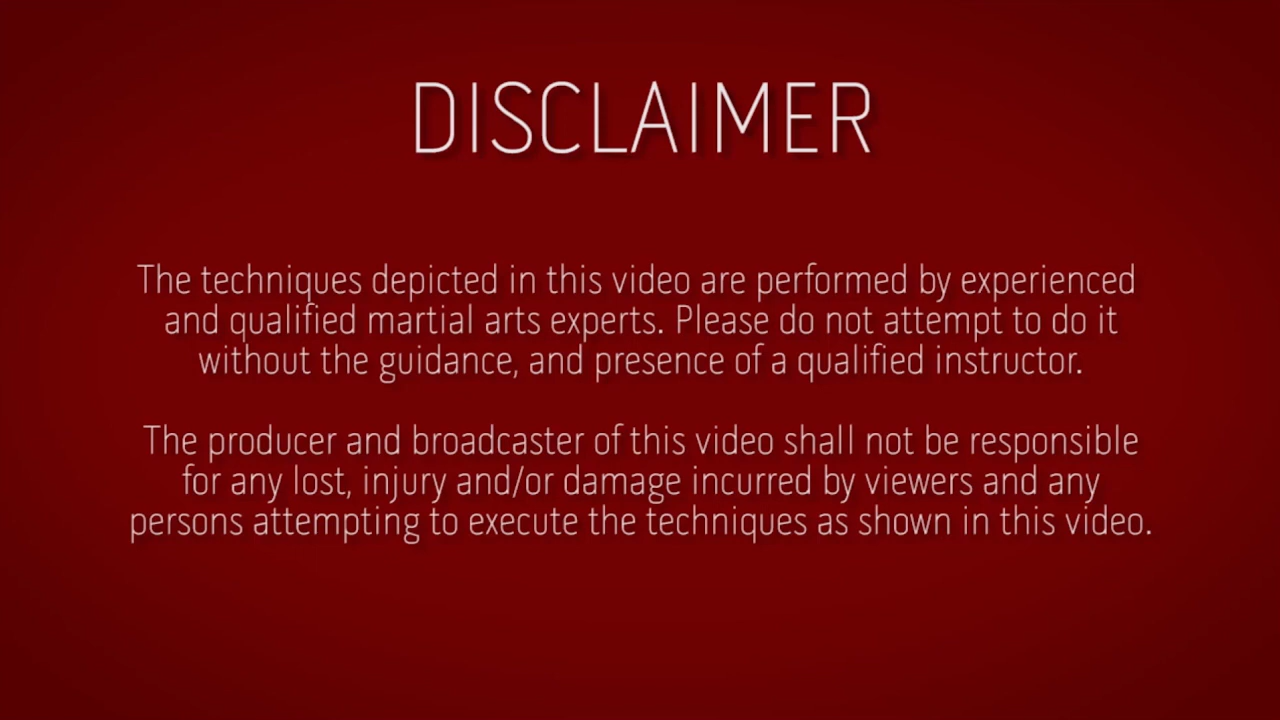 DISCLAIMER
The techniques depicted in this video are performed by experienced
and qualified martial arts experts. Please do not attempt to do it
without the guidance, and presence of a qualified instructor.
The producer and broadcaster of this video shall not be responsible
for any lost, injury and/or damage incurred by viewers and any
persons attempting to execute the techniques as shown in this video.